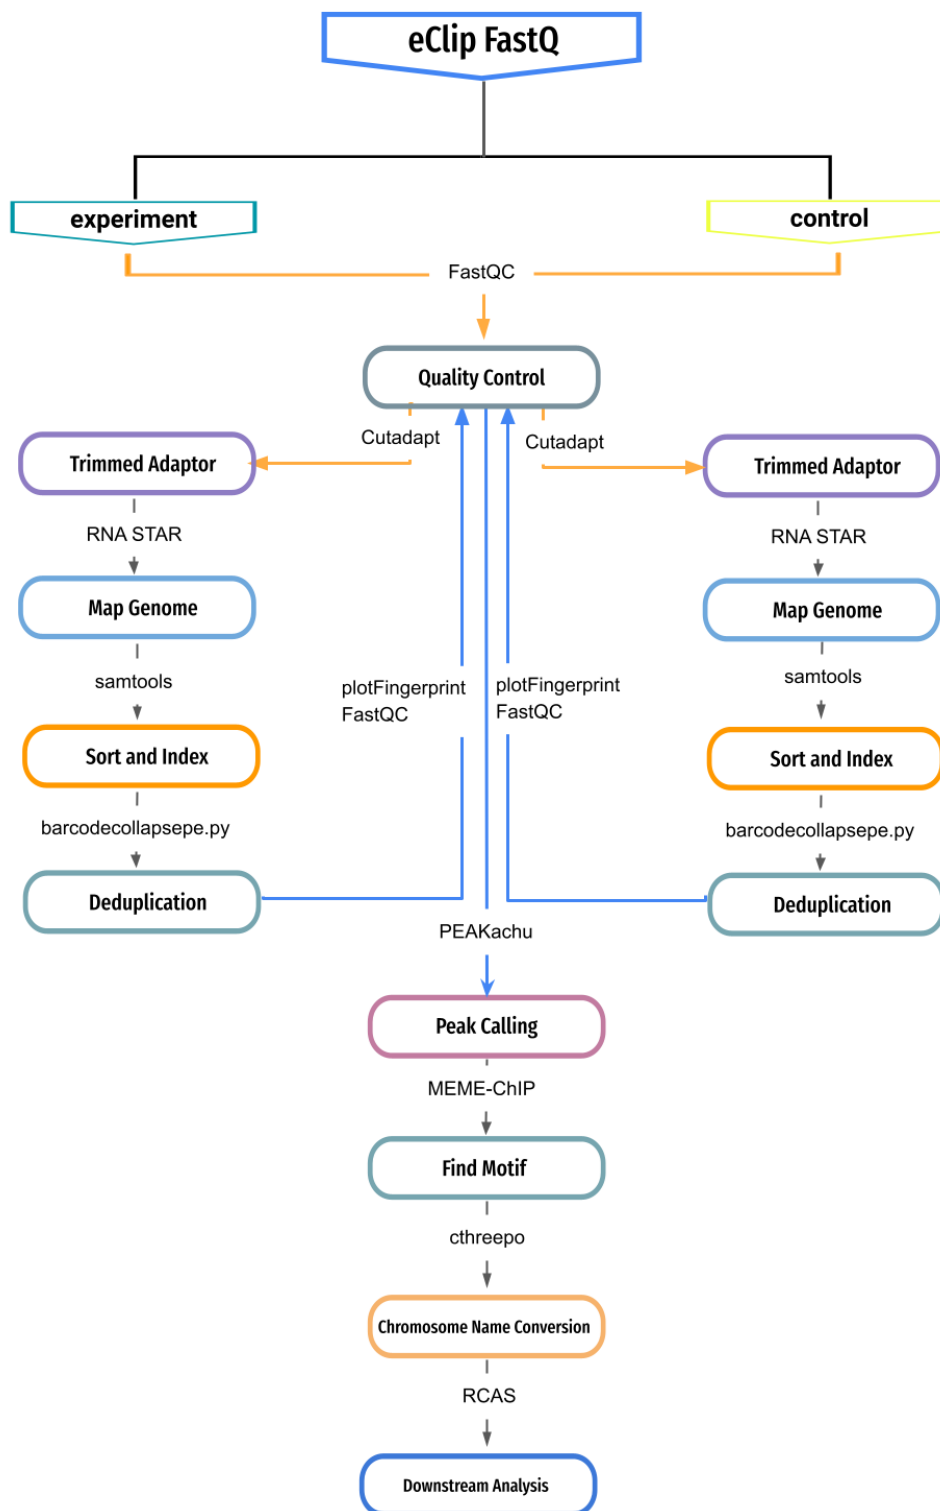 eClip FastQ
experiment
control
FastQC
Quality Control
Cutadapt
Cutadapt
Trimmed Adaptor
Trimmed Adaptor
RNA STAR
RNA STAR
Map Genome
Map Genome
samtools
samtools
plotFingerprint
FastQC
plotFingerprint
FastQC
Sort and Index
Sort and Index
barcodecollapsepe.py
barcodecollapsepe.py
Deduplication
Deduplication
PEAKachu
Peak Calling
MEME-ChIP
Find Motif
cthreepo
Chromosome Name Conversion
RCAS
Downstream Analysis